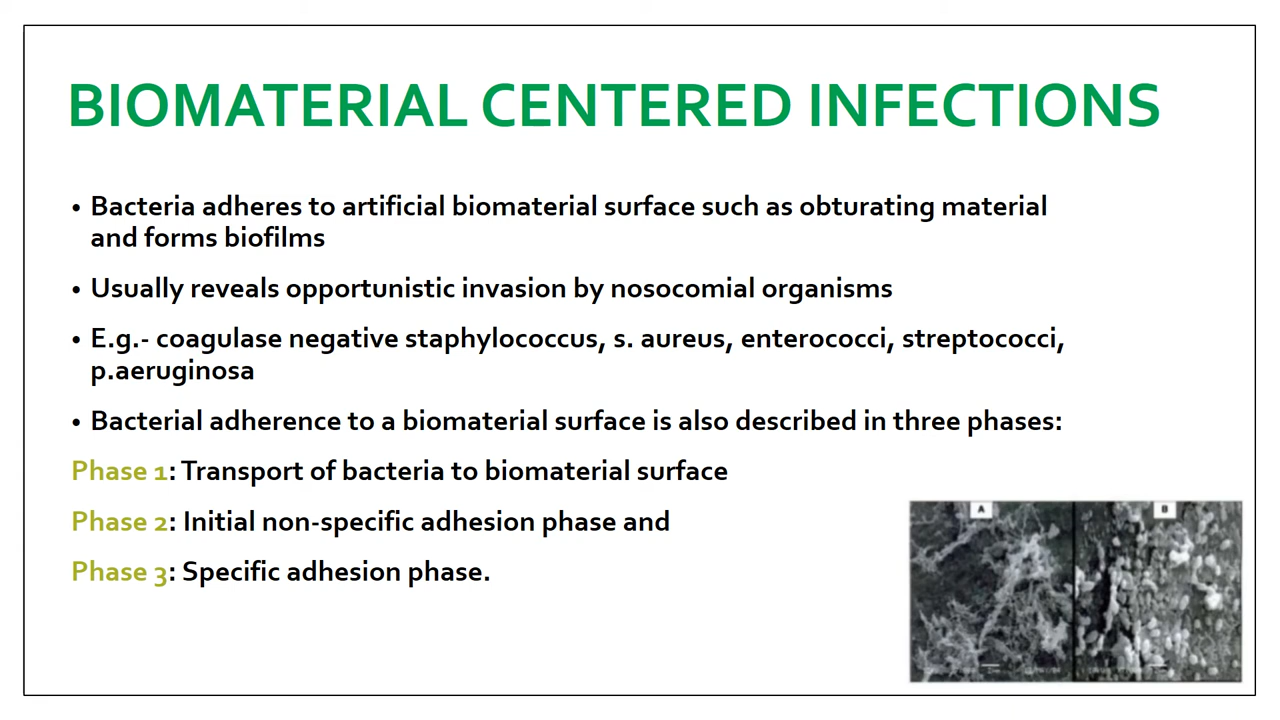 BIOMATERIAL CENTERED INFECTIONS
• Bacteria adheres to artificial biomaterial surface such as obturating material
and forms biofilms
• Usually reveals opportunistic invasion by nosocomial organisms
• E.g.- coagulase negative staphylococcus, s. aureus, enterococci, streptococci,
p.aeruginosa
• Bacterial adherence to a biomaterial surface is also described in three phases:
Phase 1: Transport of bacteria to biomaterial surface
Phase 2: Initial non-specific adhesion phase and
Phase 3: Specific adhesion phase.
A B